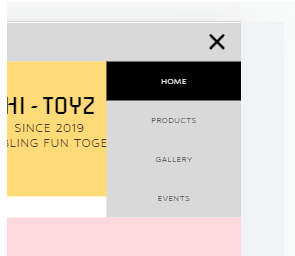 HI-TOYZ
SINCE 2019
BLING FUN TOGE
HOME
PRODUCTS
GALLERY
EVENTS